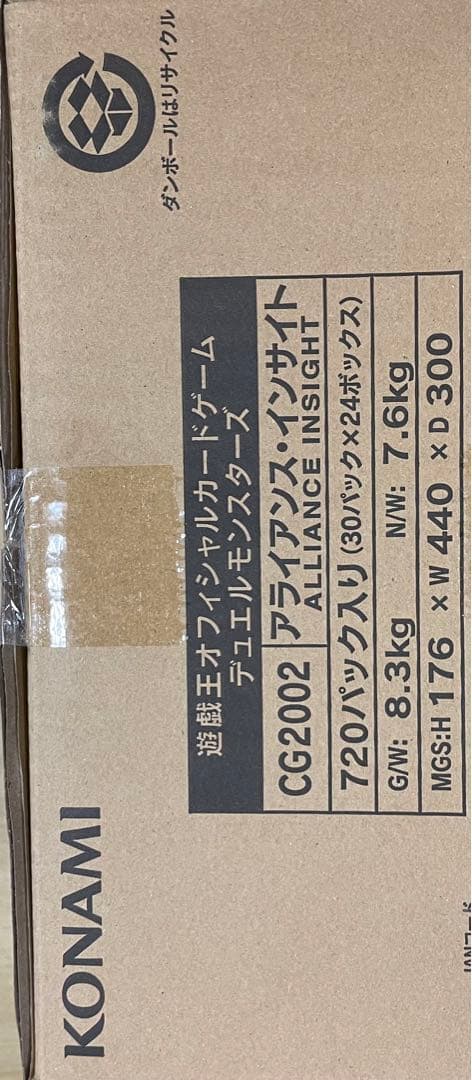 KONAMI
ダンボールはリサイクル
遊戯王オフィシャルカードゲーム
デュエルモンスターズ
CG2002
アライアンス・インサイト
ALLIANCE INSIGHT
720パック入り(30パック×24ボックス)
G/W: 8.3kg N/W: 7.6kg
MGS:H 176 × W 440 × D 300